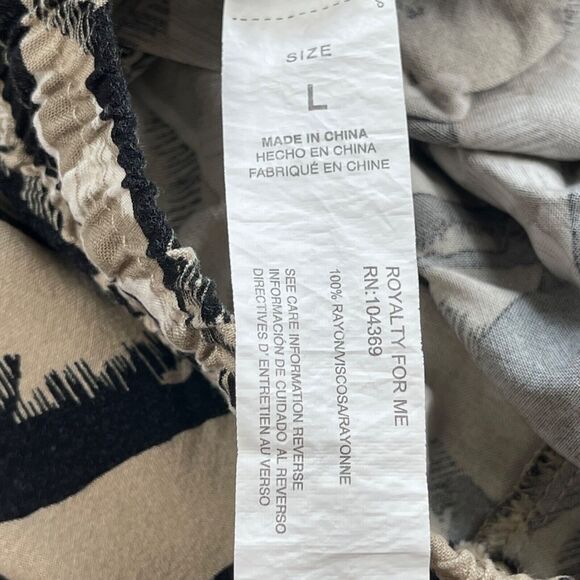 SIZE
L
MADE IN CHINA
HECHO EN CHINA
FABRIQUÉ EN CHINE
ROYALTY FOR ME
RN:104369
100% RAYON/VISCOSA/RAYONNE
SEE CARE INFORMATION REVERSE
INFORMACIÓN DE CUIDADO AL REVERSO
DIRECTIVES D' ENTRETIEN AU VERSO